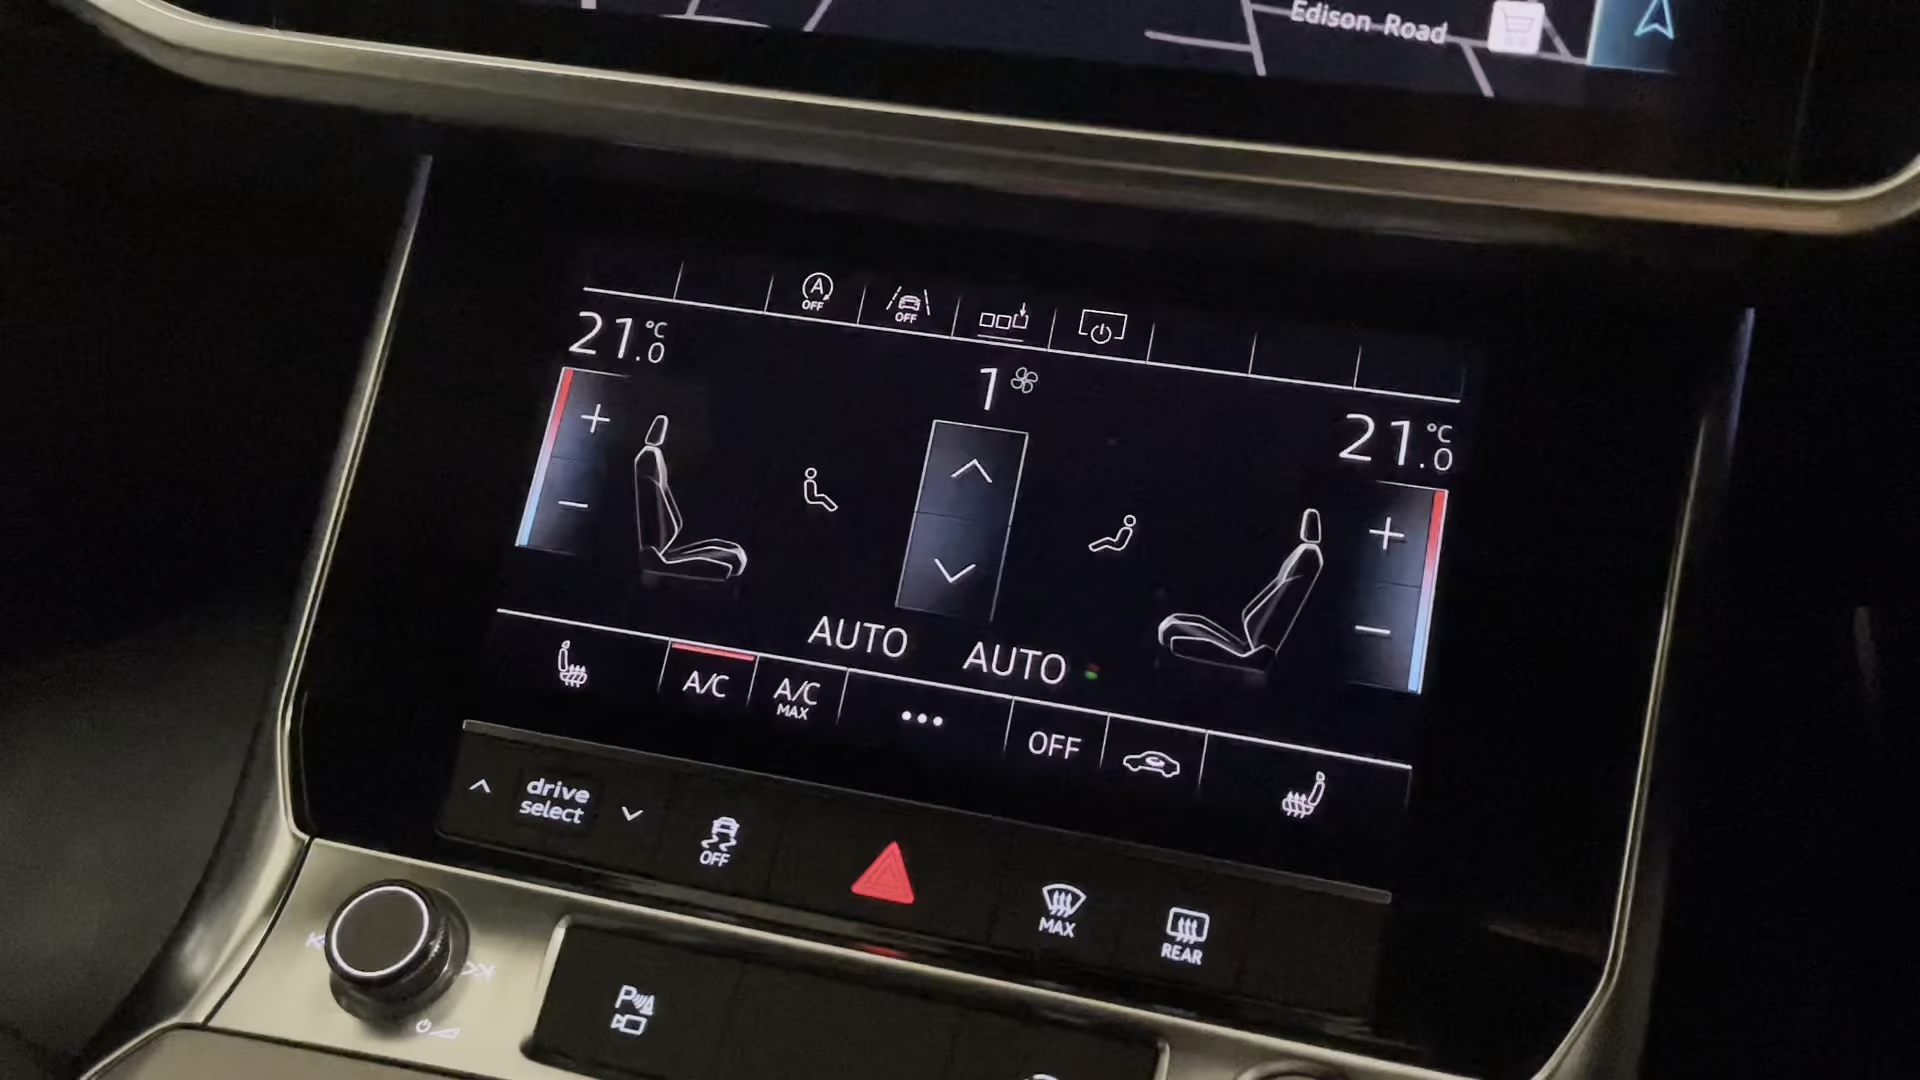 Edison Road
A
OFF
OFF
21.0 °C
1
21.0 °C
AUTO
AUTO
A/C
A/C
MAX
•••
OFF
drive
select
OFF
MAX
REAR
P